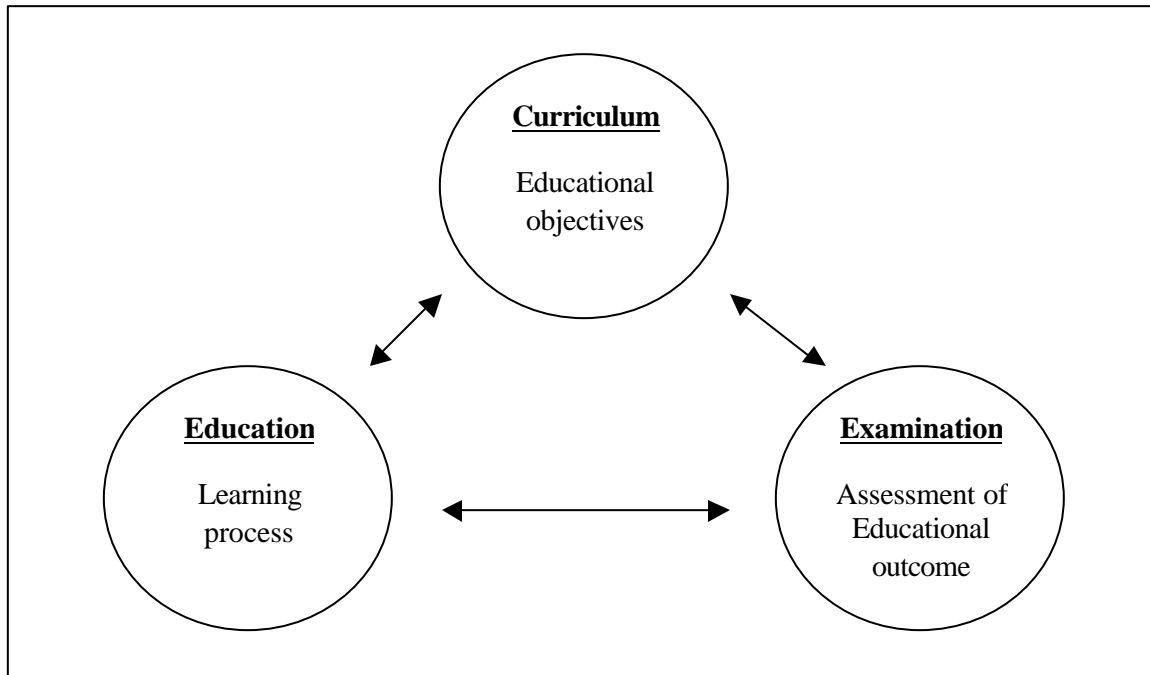 Curriculum
Educational
objectives
Education
Learning
process
Examination
Assessment of
Educational
outcome